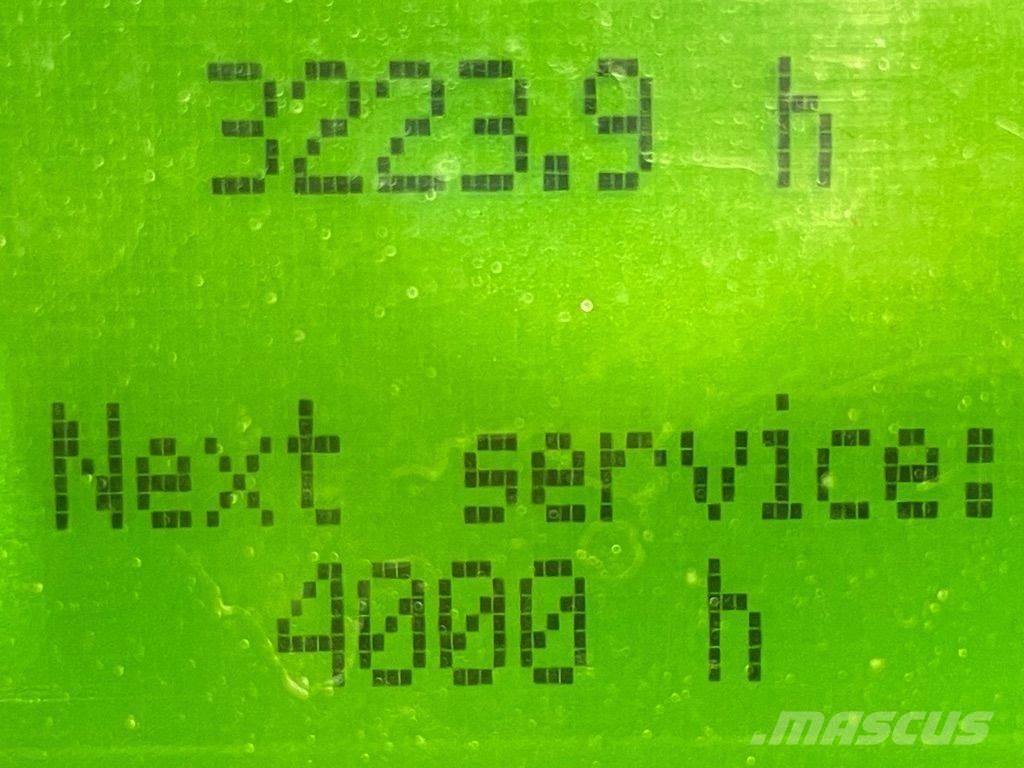 3223.9 h
Next service:
4000 h
.mascus